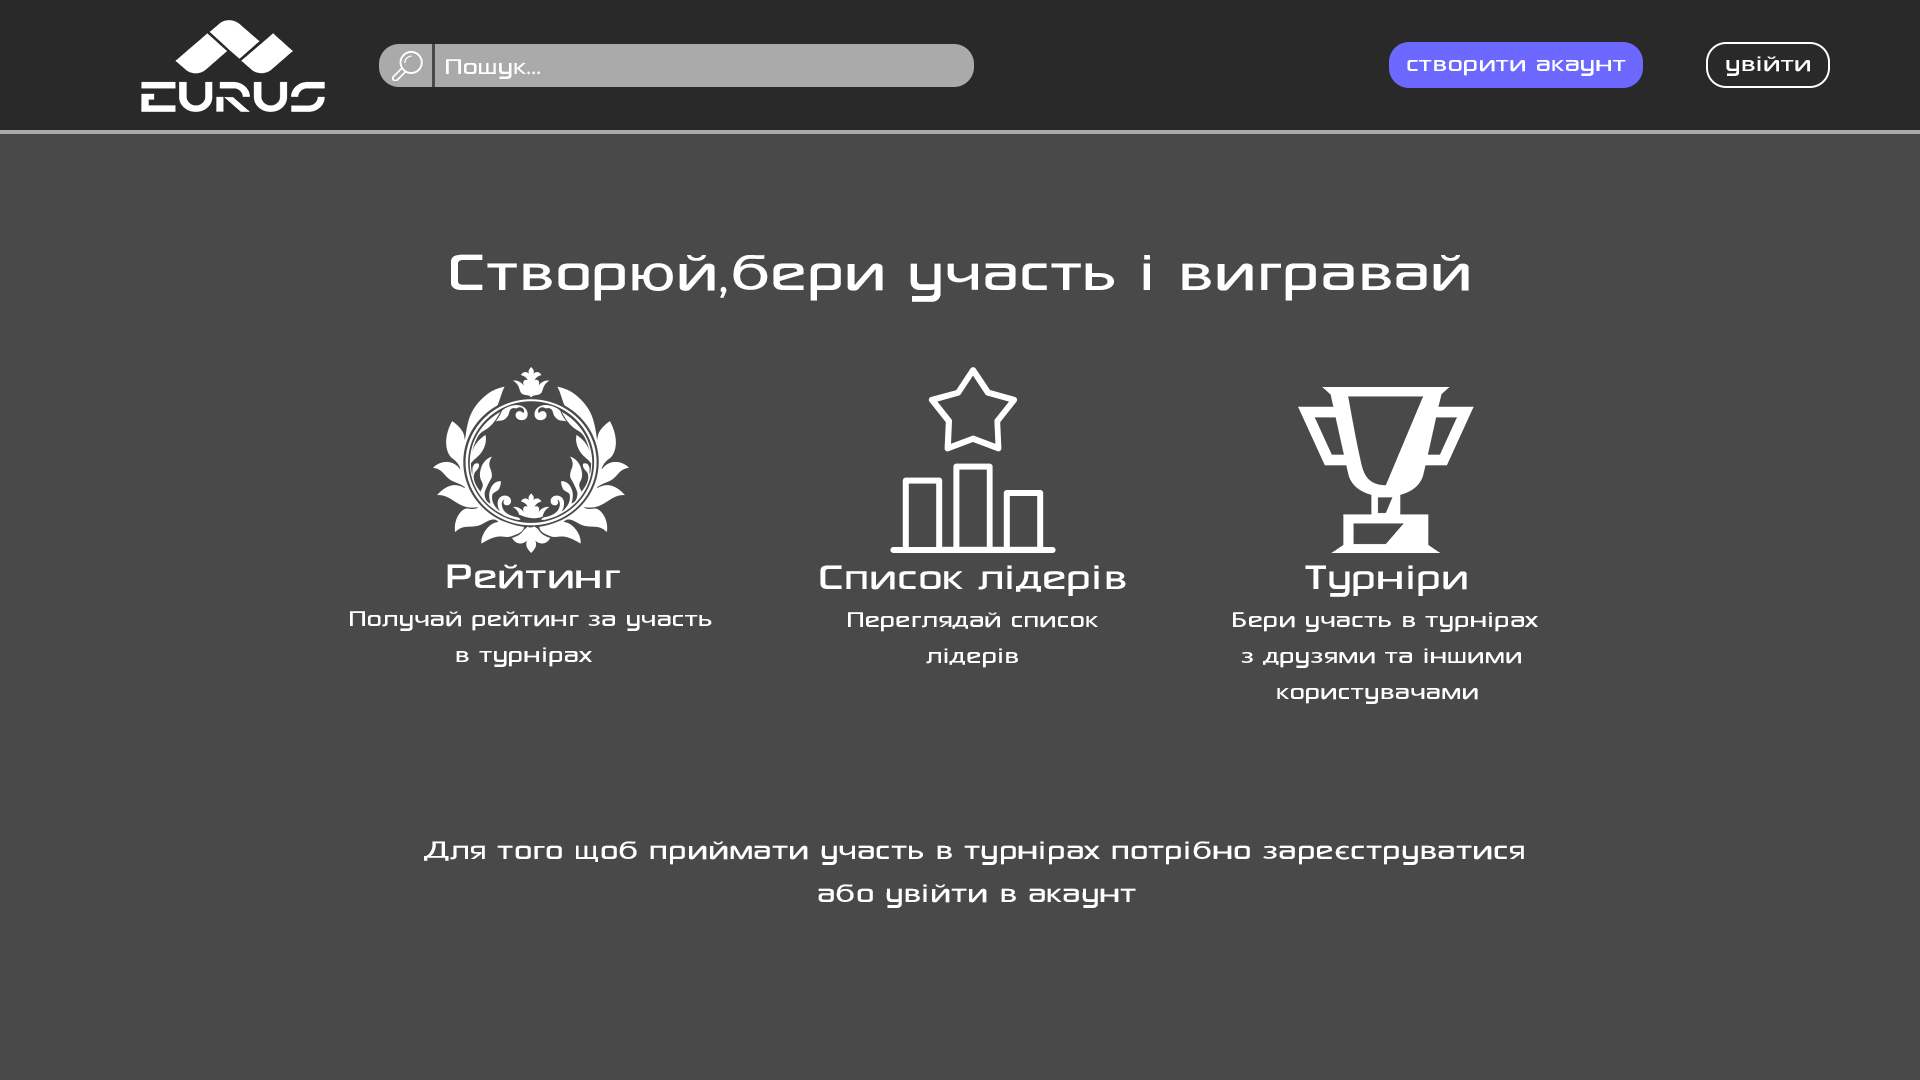 EURUS
Пошук...
створити акаунт
увійти
Створюй,бери участь і вигравай
Рейтинг
Получай рейтинг за участь
в турнірах
Список лідерів
Переглядай список
лідерів
Турніри
Бери участь в турнірах
з друзями та іншими
користувачами
Для того щоб приймати участь в турнірах потрібно зареєструватися
або увійти в акаунт